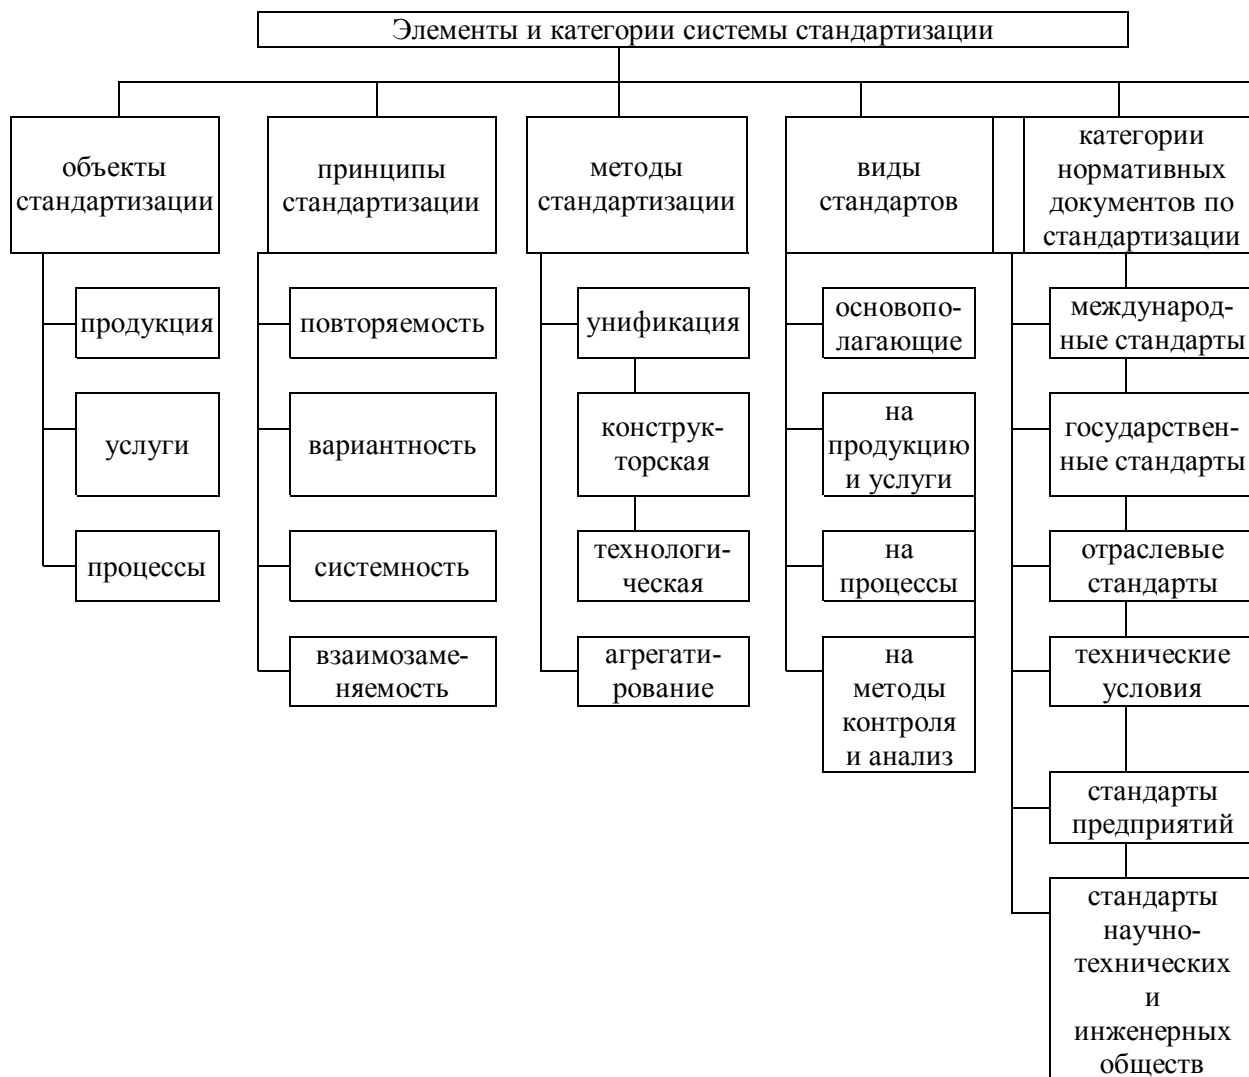 Элементы и категории системы стандартизации
объекты
стандартизации
продукция
услуги
процессы
принципы
стандартизации
повторяемость
вариантность
системность
взаимозаме-
няемость
методы
стандартизации
унификация
конструк-
торская
технологи-
ческая
агрегати-
рование
виды
стандартов
основопо-
лагающие
на
продукцию
и услуги
на
процессы
на
методы
контроля
и анализ
категории
нормативных
документов по
стандартизации
международ-
ные стандарты
государствен-
ные стандарты
отраслевые
стандарты
технические
условия
стандарты
предприятий
стандарты
научно-
технических
и
инженерных
обществ